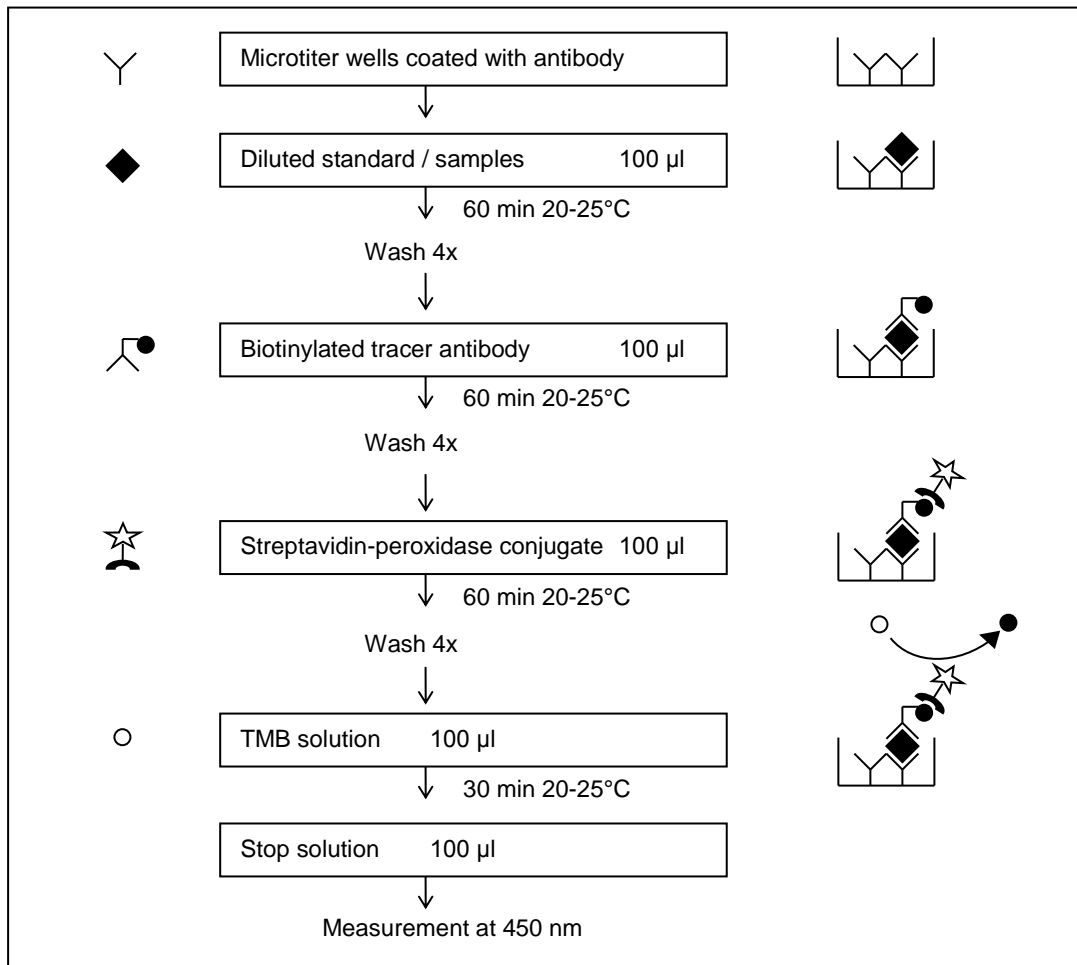 Microtiter wells coated with antibody
Diluted standard / samples 100 µl
60 min 20-25°C
Wash 4x
Biotinylated tracer antibody 100 µl
60 min 20-25°C
Wash 4x
Streptavidin-peroxidase conjugate 100 µl
60 min 20-25°C
Wash 4x
TMB solution 100 µl
30 min 20-25°C
Stop solution 100 µl
Measurement at 450 nm